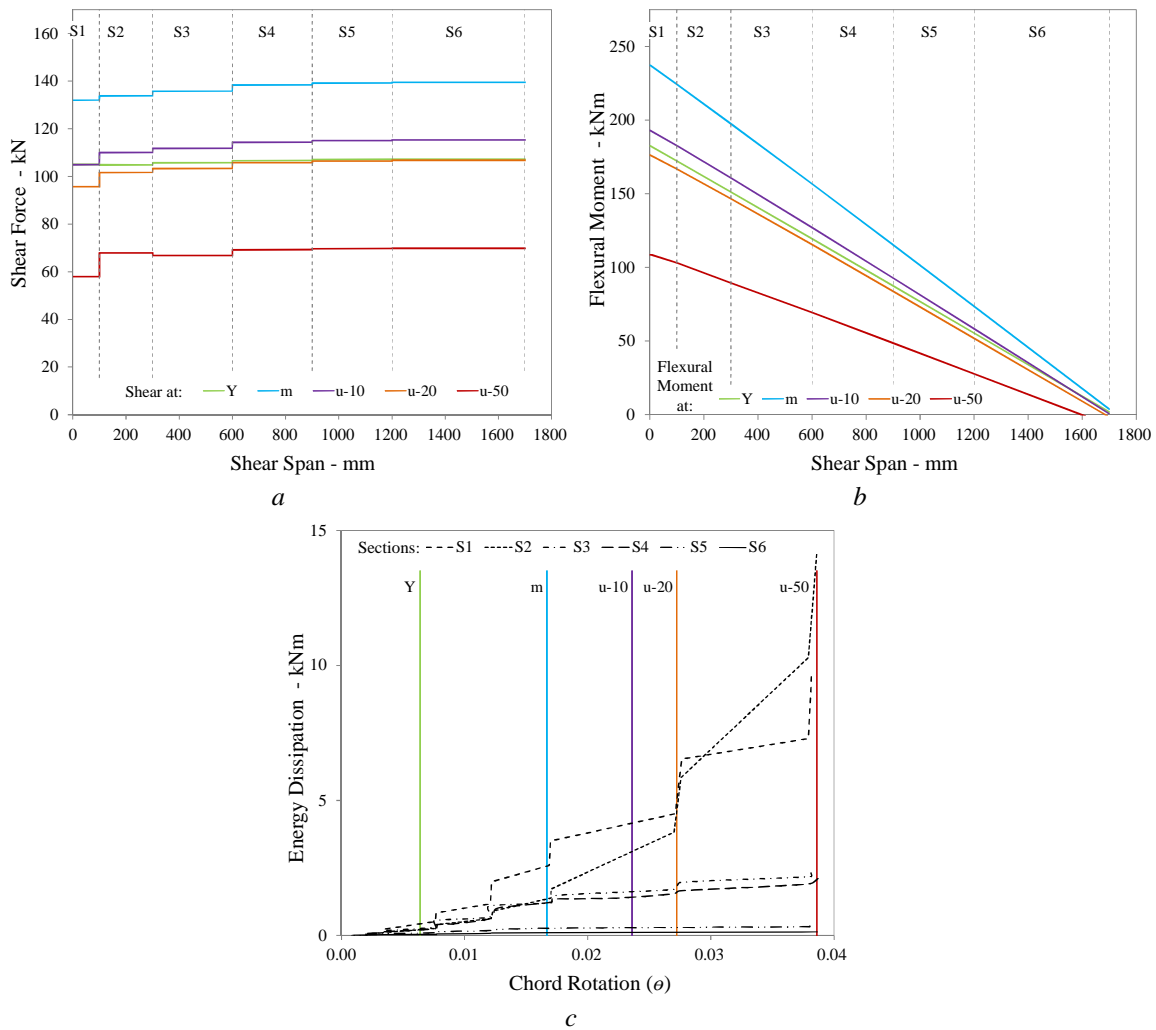 S1 S2 S3 S4 S5 S6
160
140
120
100
80
60
40
20
0
Shear Force - kN
Shear at: Y m u-10 u-20 u-50
0 200 400 600 800 1000 1200 1400 1600 1800
Shear Span - mm
a
S1 S2 S3 S4 S5 S6
250
200
150
100
50
0
Flexural Moment - kNm
Flexural
Moment
at: Y m u-10 u-20 u-50
0 200 400 600 800 1000 1200 1400 1600 1800
Shear Span - mm
b
15
10
5
0
Energy Dissipation - kNm
Sections: S1 S2 S3 S4 S5 S6
Y m u-10 u-20 u-50
0.00 0.01 0.02 0.03 0.04
Chord Rotation (ɵ)
c